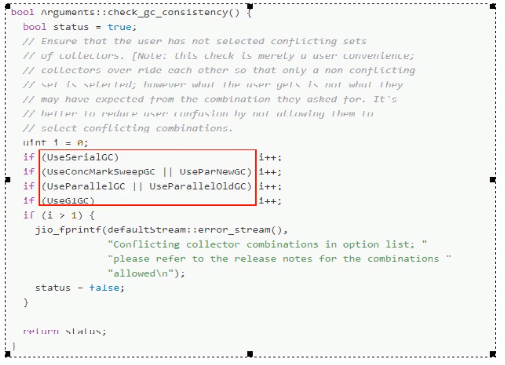 bool Arguments::check_gc_consistency() {
bool status = true;
// Ensure that the user has not selected conflicting sets
// of collectors. [Note: this check is merely a user convenience;
// collectors over ride each other so that only a non conflicting
// set is selected; however what the user gets is not what they
// may have expected from the combination they asked for. It's
// better to reduce user confusion by not allowing them to
// select conflicting combinations.
uint i = 0;
if (UseSerialGC) i++;
if (UseConcMarkSweepGC || UseParNewGC) i++;
if (UseParallelGC || UseParallelOldGC) i++;
if (UseG1GC) i++;
if (i > 1) {
jio_fprintf(defaultStream::error_stream(),
"Conflicting collector combinations in option list; "
"please refer to the release notes for the combinations "
"allowed\n");
status = false;
}
return status;
}